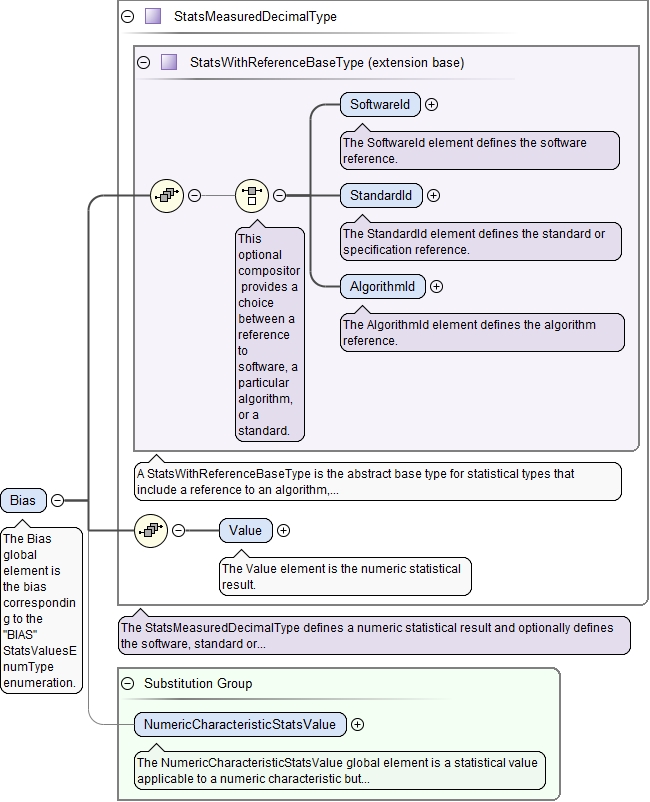 StatsMeasuredDecimalType
StatsWithReferenceBaseType (extension base)
SoftwareId
The SoftwareId element defines the software
reference.
StandardId
The StandardId element defines the standard or
specification reference.
AlgorithmId
The AlgorithmId element defines the algorithm
reference.
This
optional
compositor
provides a
choice
between a
reference
to
software, a
particular
algorithm,
or a
standard.
A StatsWithReferenceBaseType is the abstract base type for statistical types that
include a reference to an algorithm,...
Bias
The Bias
global
element is
the bias
correspondin
g to the
"BIAS"
StatsValuesE
numType
enumeration.
Value
The Value element is the numeric statistical
result.
The StatsMeasuredDecimalType defines a numeric statistical result and optionally defines
the software, standard or...
Substitution Group
NumericCharacteristicStatsValue
The NumericCharacteristicStatsValue global element is a statistical value
applicable to a numeric characteristic but...